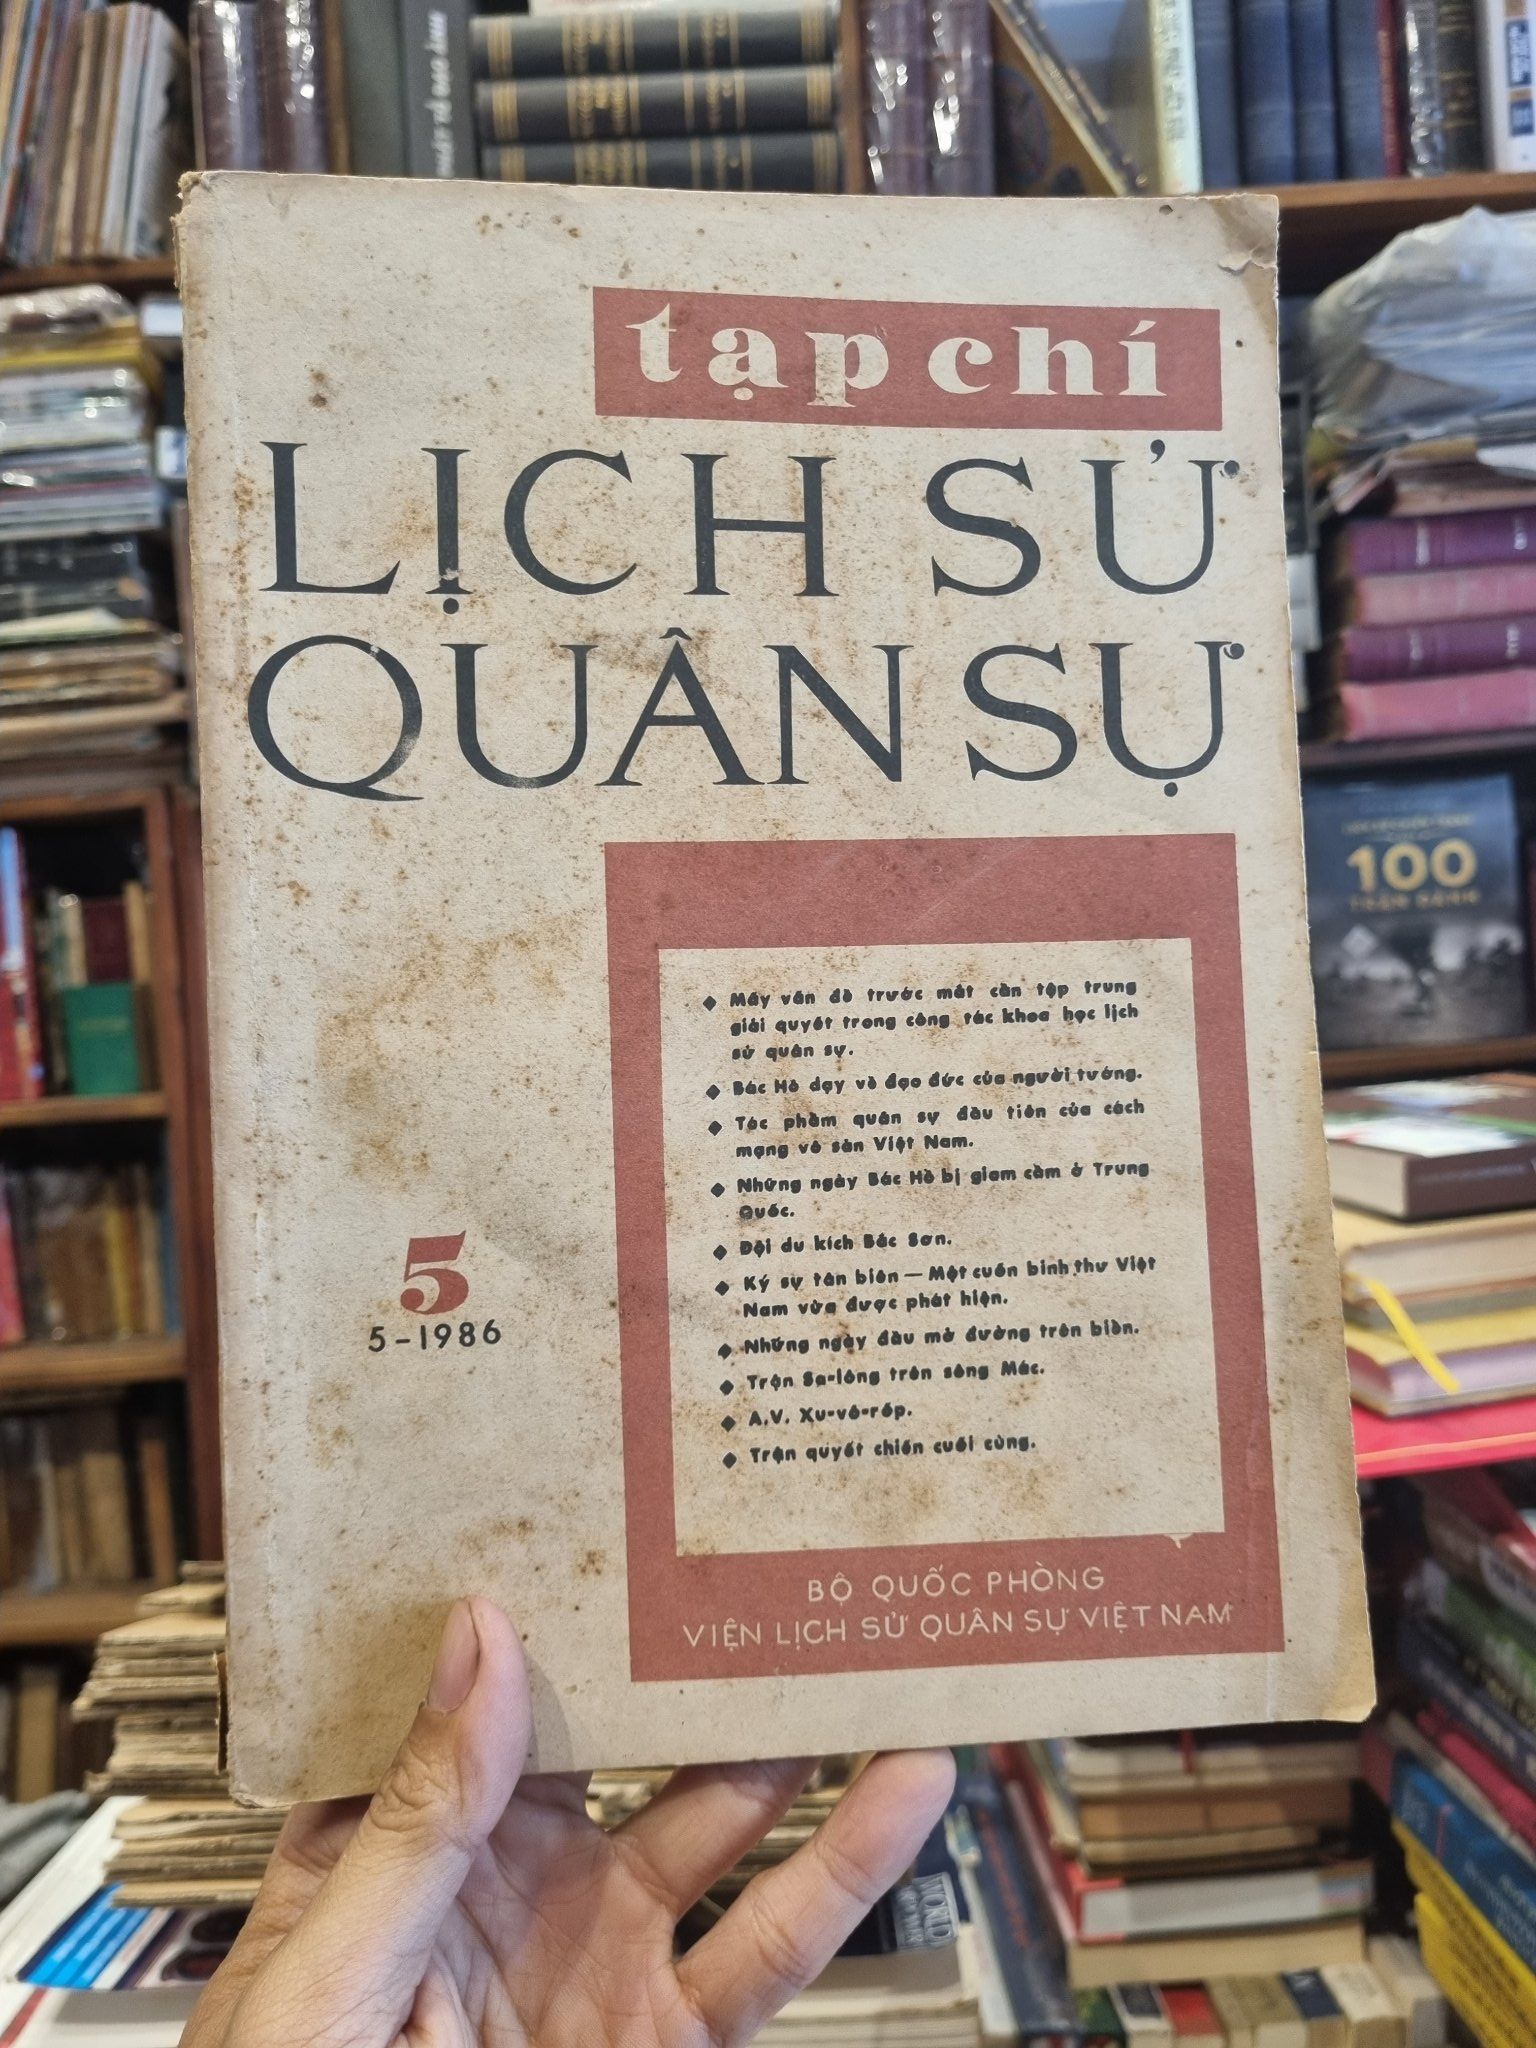 tạp chí
LỊCH SỬ
QUÂN SỰ
5
5-1986
◆ Mấy vấn đề trước mắt cần tập trung
giải quyết trong công tác khoa học lịch
sử quân sự.
◆ Bác Hồ dạy về đạo đức của người tướng.
◆ Tác phẩm quân sự đầu tiên của cách
mạng vô sản Việt Nam.
◆ Những ngày Bác Hồ bị giam cầm ở Trung
Quốc.
◆ Đội du kích Bắc Sơn.
◆ Ký sự tân biên — Một cuốn binh thư Việt
Nam vừa được phát hiện.
◆ Những ngày đầu mở đường trên biển.
◆ Trận Sa-lông trên sông Mác.
◆ A.V. Xu-vô-rốp.
◆ Trận quyết chiến cuối cùng.
BỘ QUỐC PHÒNG
VIỆN LỊCH SỬ QUÂN SỰ VIỆT NAM
100
TRẬN ĐÁNH
WORLD